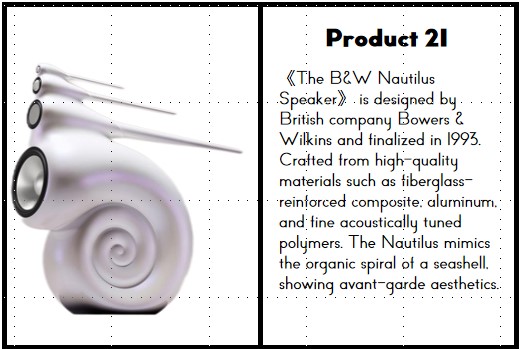 Product 21
《The B&W Nautilus
Speaker》 is designed by
British company Bowers &
Wilkins and finalized in 1993.
Crafted from high-quality
materials such as fiberglass-
reinforced composite, aluminum,
and fine acoustically tuned
polymers. The Nautilus mimics
the organic spiral of a seashell,
showing avant-garde aesthetics.